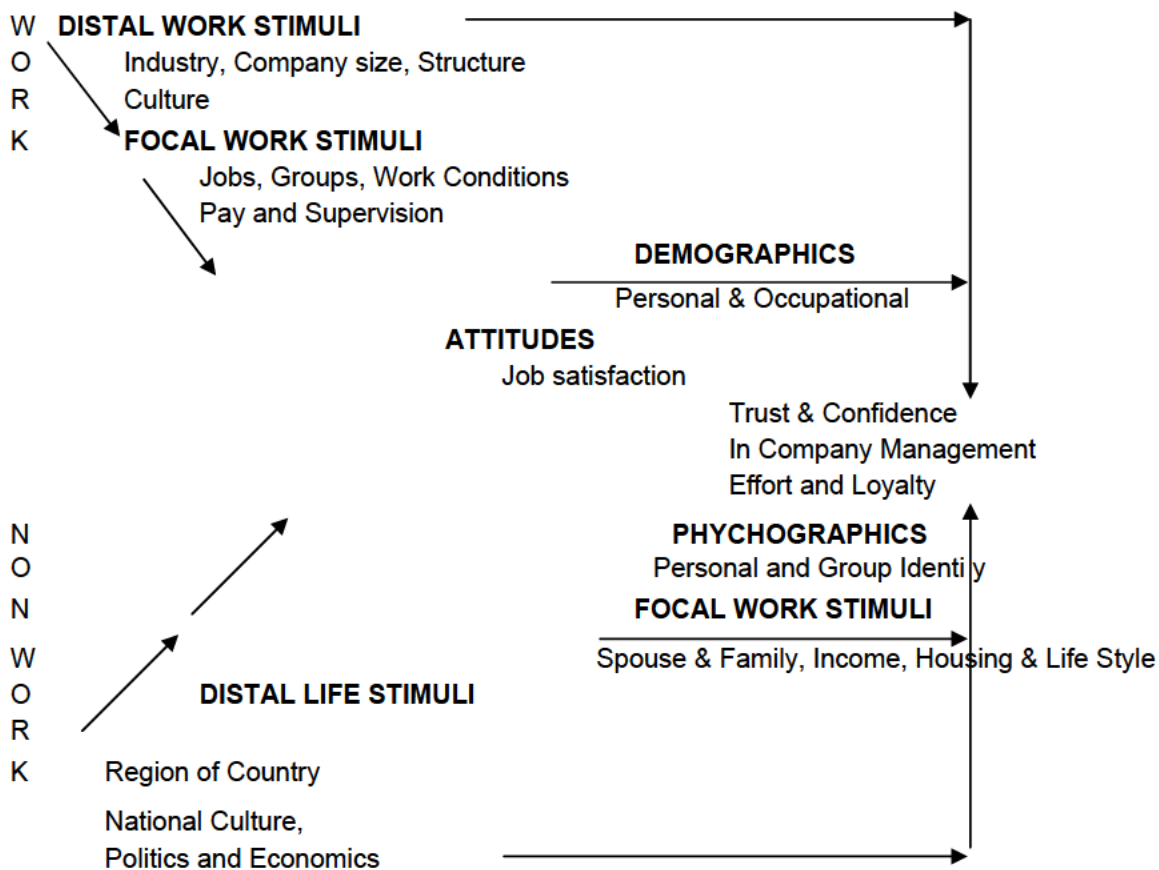 W
O
R
K
DISTAL WORK STIMULI
Industry, Company size, Structure
Culture
FOCAL WORK STIMULI
Jobs, Groups, Work Conditions
Pay and Supervision
DEMOGRAPHICS
Personal & Occupational
ATTITUDES
Job satisfaction
Trust & Confidence
In Company Management
Effort and Loyalty
N
O
N
W
O
R
K
PHYCHOGRAPHICS
Personal and Group Identiy
FOCAL WORK STIMULI
Spouse & Family, Income, Housing & Life Style
DISTAL LIFE STIMULI
Region of Country
National Culture,
Politics and Economics